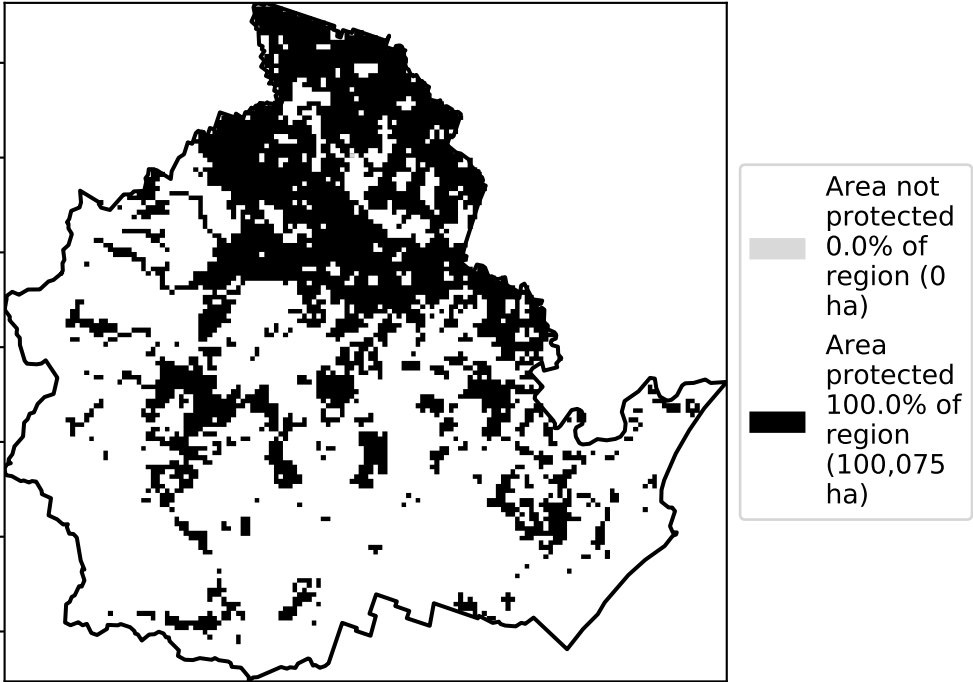 Area not
protected
0.0% of
region (0
ha)
Area
protected
100.0% of
region
(100,075
ha)